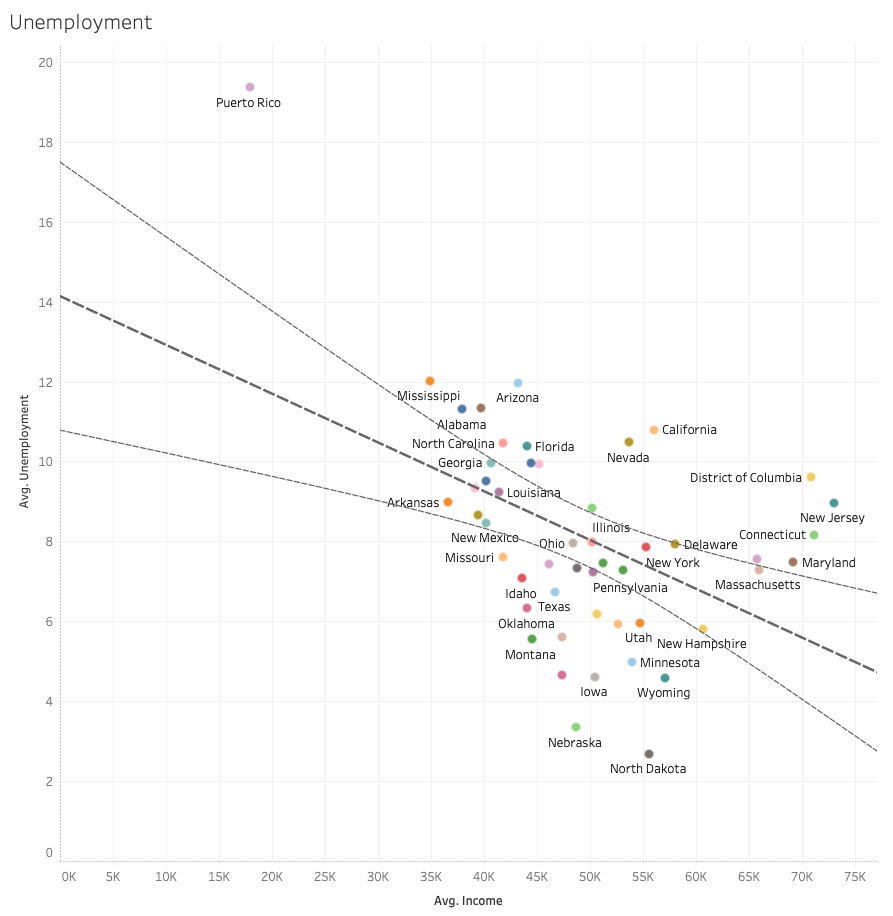 Unemployment
20
Puerto Rico
18
16
14
12
Mississippi
Arizona
Alabama
California
North Carolina
Florida
Nevada
10
Georgia
District of Columbia
Louisiana
Arkansas
New Jersey
Illinois
New Mexico
Connecticut
8
Ohio
Delaware
Missouri
New York
Maryland
Massachusetts
Pennsylvania
Idaho
Texas
6
Oklahoma
Utah
New Hampshire
Montana
Minnesota
Iowa
Wyoming
4
Nebraska
North Dakota
2
0
Avg. Unemployment
0K 5K 10K 15K 20K 25K 30K 35K 40K 45K 50K 55K 60K 65K 70K 75K
Avg. Income